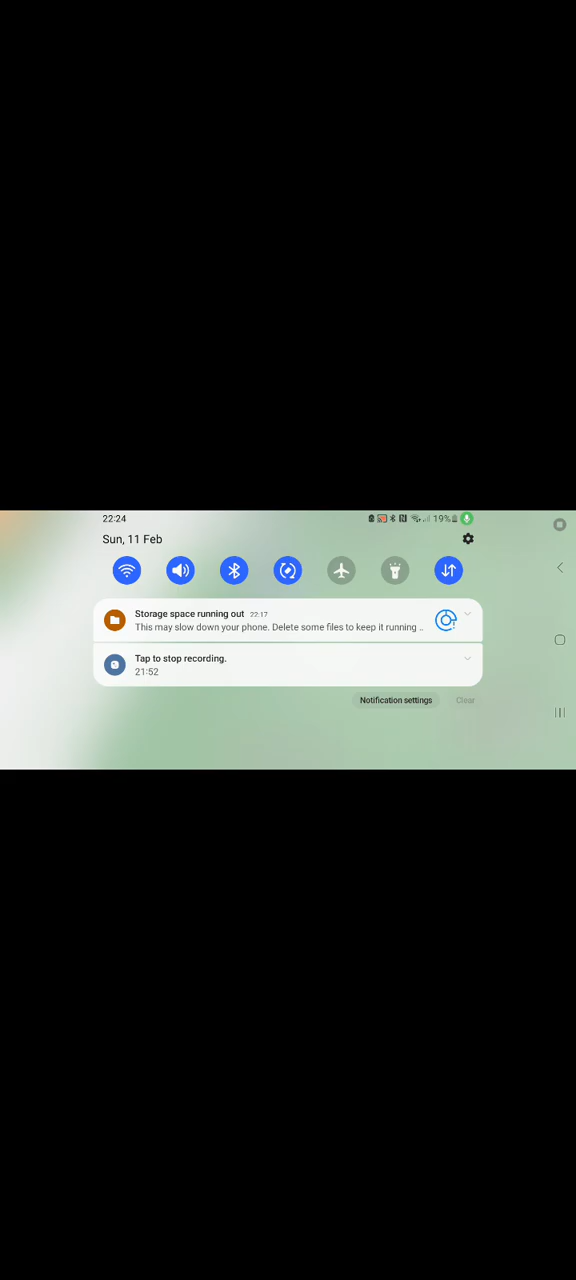 22:24
19%
Sun, 11 Feb
Storage space running out 22:17
This may slow down your phone. Delete some files to keep it running ..
Tap to stop recording.
21:52
Notification settings
Clear